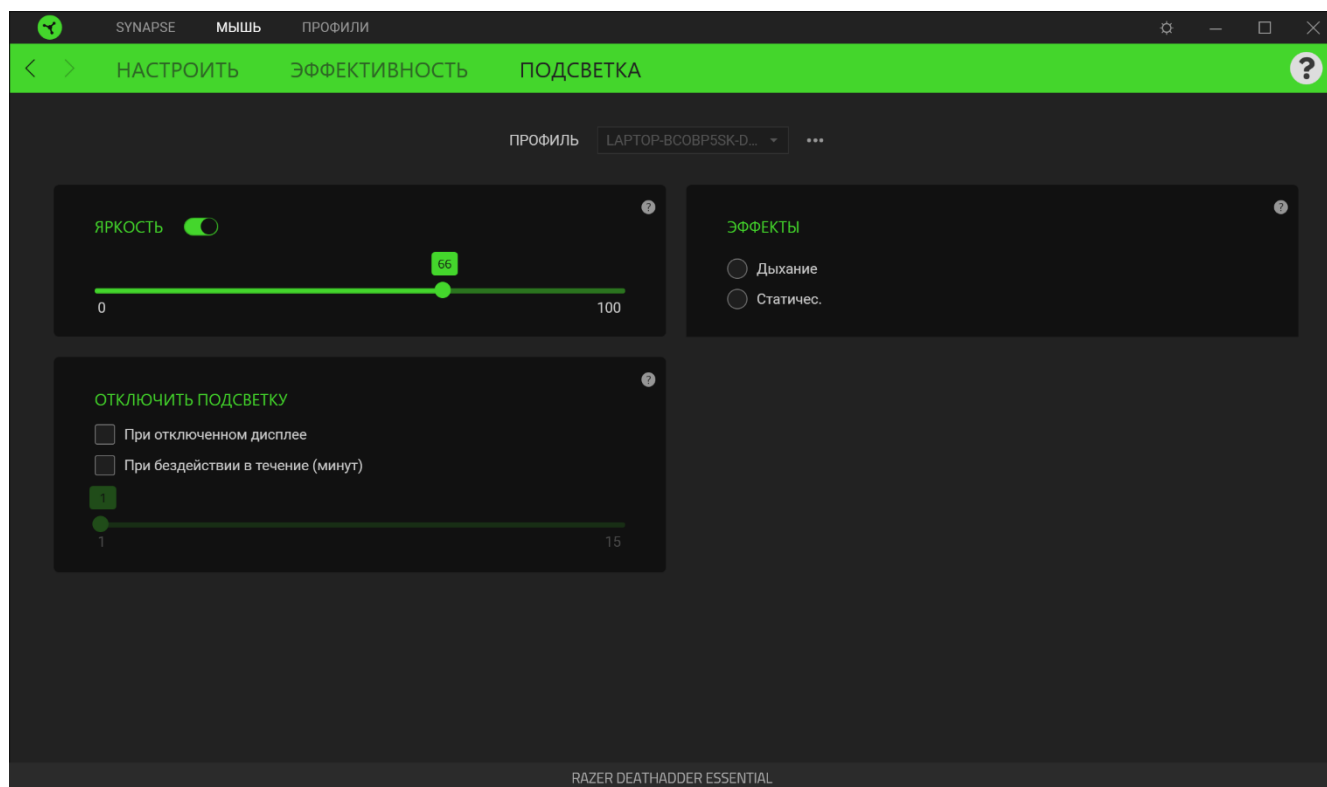 SYNAPSE МЫШЬ ПРОФИЛИ
НАСТРОИТЬ ЭФФЕКТИВНОСТЬ ПОДСВЕТКА ?
ПРОФИЛЬ LAPTOP-BCOBP5SK-D... •••
ЯРКОСТЬ ?
66
0 100
ЭФФЕКТЫ ?
Дыхание
Статичес.
ОТКЛЮЧИТЬ ПОДСВЕТКУ ?
При отключенном дисплее
При бездействии в течение (минут)
1
1 15
RAZER DEATHADDER ESSENTIAL